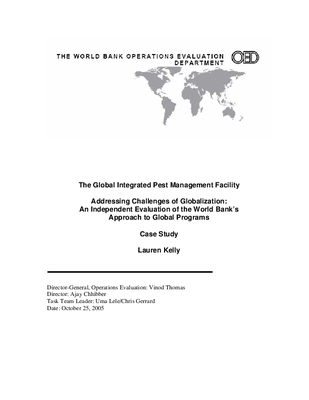 THE WORLD BANK OPERATIONS EVALUATION
DEPARTMENT
OED
The Global Integrated Pest Management Facility
Addressing Challenges of Globalization:
An Independent Evaluation of the World Bank's
Approach to Global Programs
Case Study
Lauren Kelly
Director-General, Operations Evaluation: Vinod Thomas
Director: Ajay Chhibber
Task Team Leader: Uma Lele/Chris Gerrard
Date: October 25, 2005